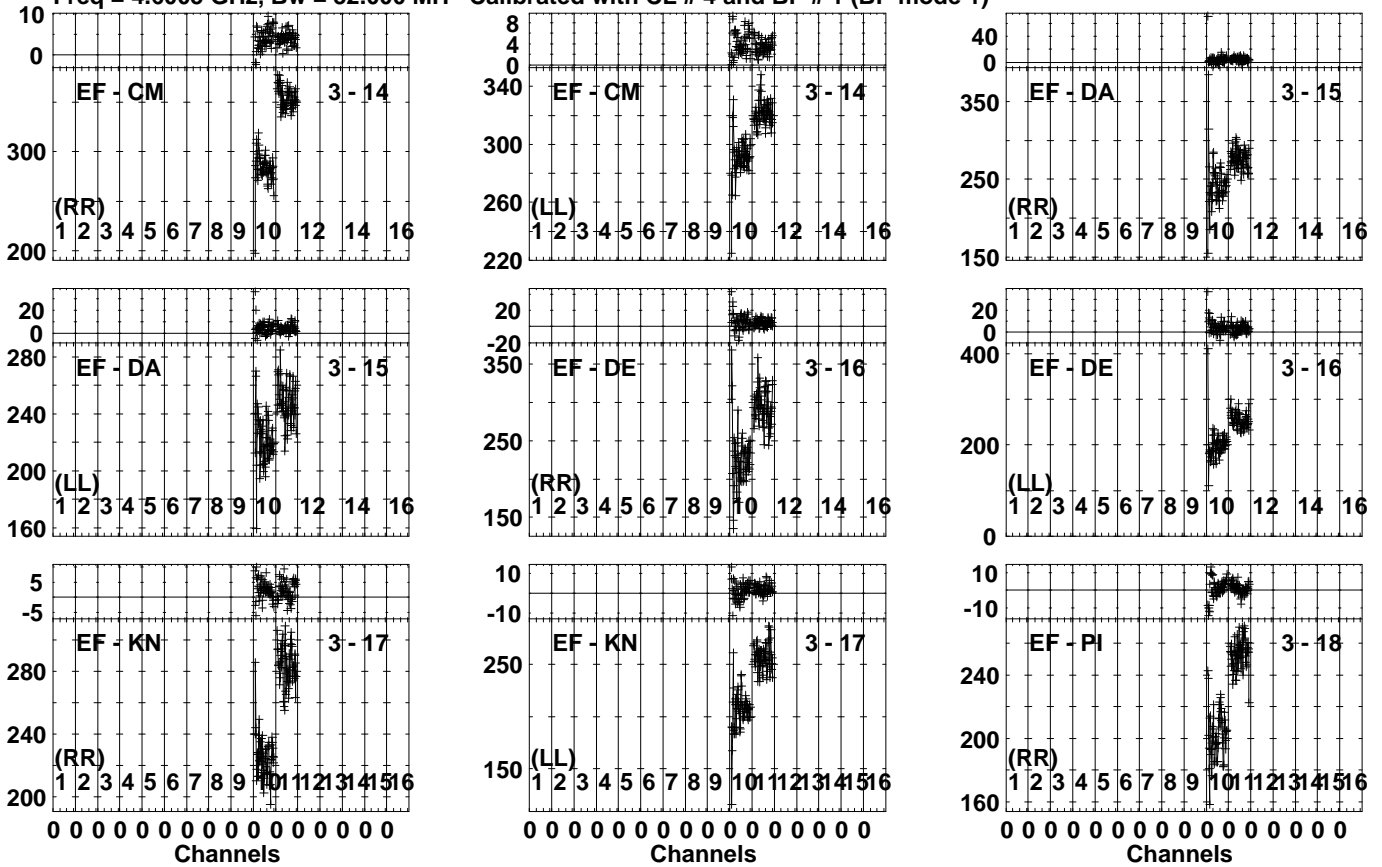 Freq = 4.6068 GHz, Bw = 32.000 MH Calibrated with CL # 4 and BP # 1 (BP mode 1)
10
0
EF - CM 3 - 14
300
(RR)
1 2 3 4 5 6 7 8 9 10 12 14 16
200
8
4
0
340
EF - CM 3 - 14
300
260
(LL)
1 2 3 4 5 6 7 8 9 10 12 14 16
220
40
0
EF - DA 3 - 15
350
250
(RR)
1 2 3 4 5 6 7 8 9 10 12 14 16
150
20
0
280
EF - DA 3 - 15
240
200
(LL)
1 2 3 4 5 6 7 8 9 10 12 14 16
160
20
-20
350
EF - DE 3 - 16
250
(RR)
1 2 3 4 5 6 7 8 9 10 12 14 16
150
20
0
400
EF - DE 3 - 16
200
(LL)
1 2 3 4 5 6 7 8 9 10 12 14 16
0
5
-5
EF - KN 3 - 17
280
240
(RR)
1 2 3 4 5 6 7 8 9 10 11 12 13 14 15 16
200
10
-10
EF - KN 3 - 17
250
(LL)
1 2 3 4 5 6 7 8 9 10 11 12 13 14 15 16
150
10
-10
EF - PI 3 - 18
240
200
(RR)
1 2 3 4 5 6 7 8 9 10 11 12 13 14 15 16
160
0 0 0 0 0 0 0 0 0 0 0 0 0 0 0 0
Channels
0 0 0 0 0 0 0 0 0 0 0 0 0 0 0 0
Channels
0 0 0 0 0 0 0 0 0 0 0 0 0 0 0 0
Channels